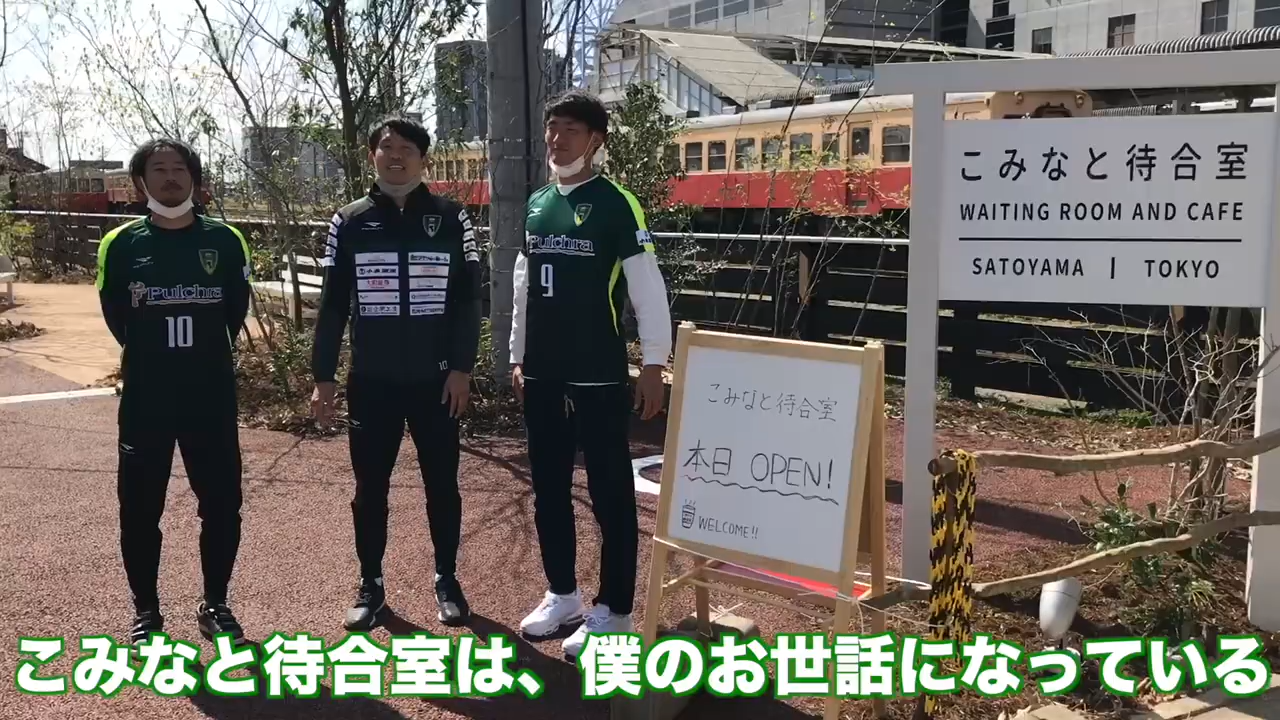 こみなと待合室
WAITING ROOM AND CAFE
SATOYAMA | TOKYO
Pulchra
10
10
Pulchra
9
こみなと待合室
本日 OPEN!
WELCOME!!
こみなと待合室は、僕のお世話になっている